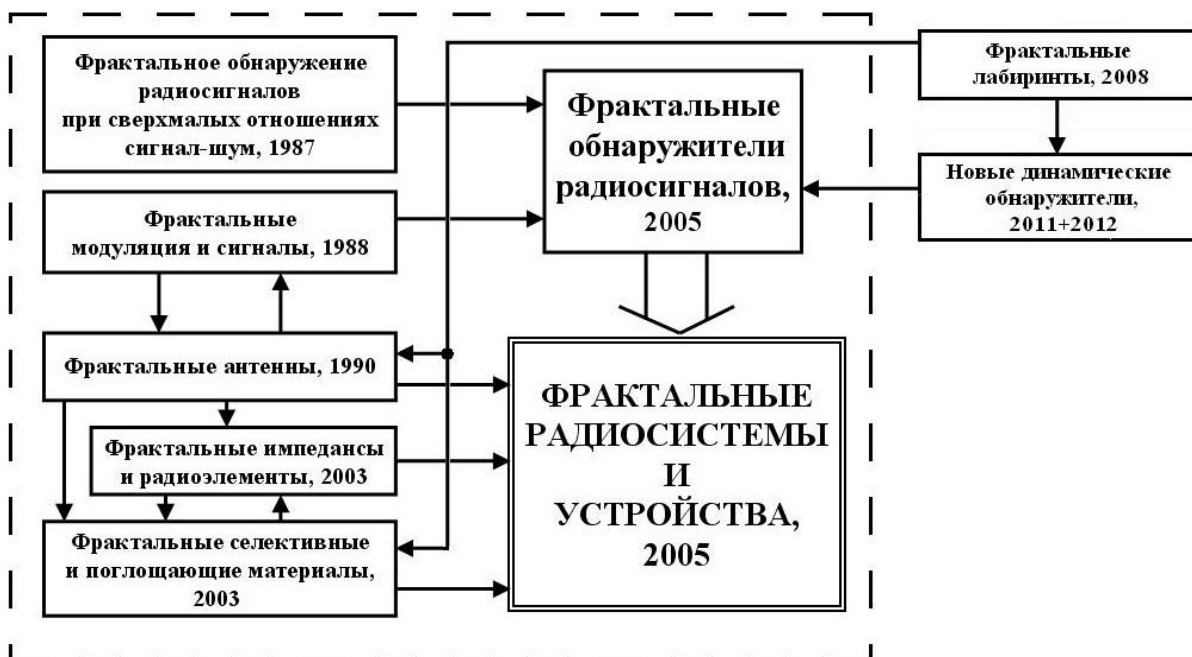 Фрактальное обнаружение
радиосигналов
при сверхмалых отношениях
сигнал-шум, 1987
Фрактальные
модуляция и сигналы, 1988
Фрактальные антенны, 1990
Фрактальные импедансы
и радиоэлементы, 2003
Фрактальные селективные
и поглощающие материалы,
2003
Фрактальные
обнаружители
радиосигналов,
2005
ФРАКТАЛЬНЫЕ
РАДИОСИСТЕМЫ
И
УСТРОЙСТВА,
2005
Фрактальные
лабиринты, 2008
Новые динамические
обнаружители,
2011+2012